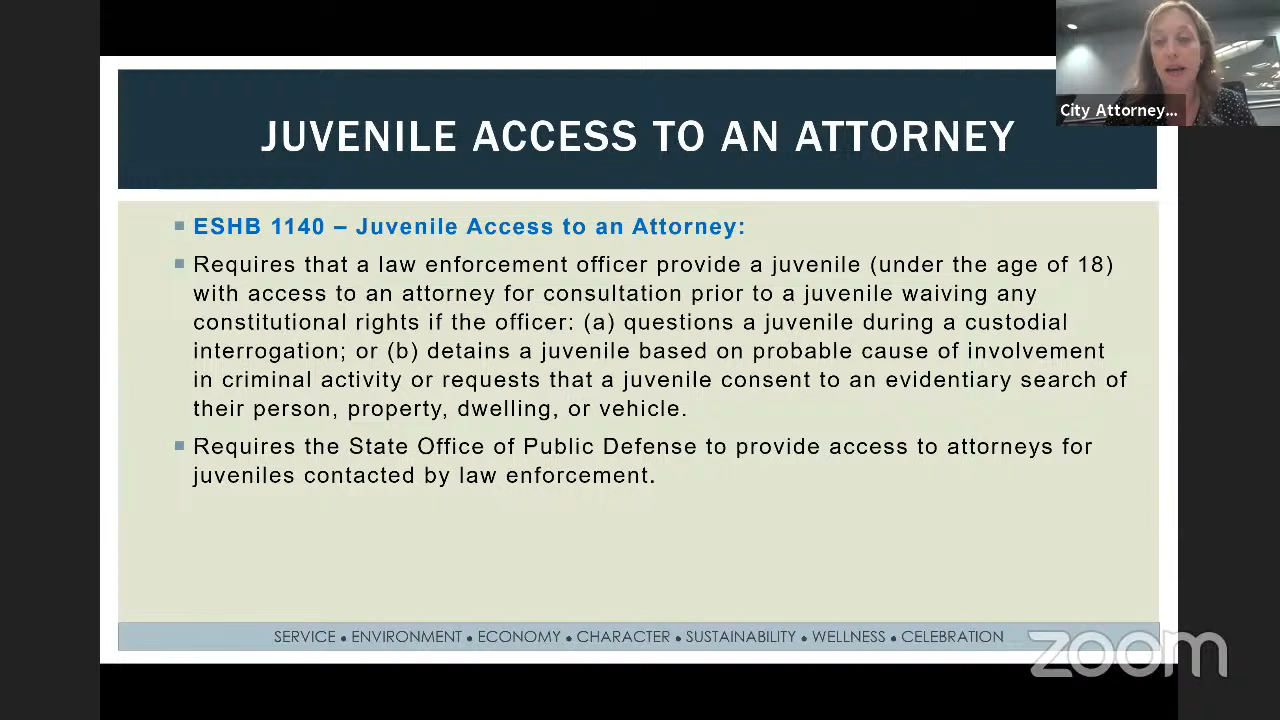 JUVENILE ACCESS TO AN ATTORNEY
City Attorney...
ESHB 1140 – Juvenile Access to an Attorney:
Requires that a law enforcement officer provide a juvenile (under the age of 18)
with access to an attorney for consultation prior to a juvenile waiving any
constitutional rights if the officer: (a) questions a juvenile during a custodial
interrogation; or (b) detains a juvenile based on probable cause of involvement
in criminal activity or requests that a juvenile consent to an evidentiary search of
their person, property, dwelling, or vehicle.
Requires the State Office of Public Defense to provide access to attorneys for
juveniles contacted by law enforcement.
SERVICE • ENVIRONMENT • ECONOMY • CHARACTER • SUSTAINABILITY • WELLNESS • CELEBRATION
zoom